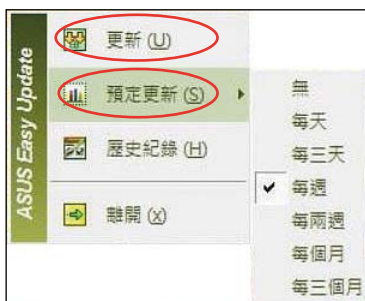 ASUS Easy Update
更新 (U)
預定更新 (S)
歷史紀錄 (H)
離開 (X)
無
每天
每三天
每週
每兩週
每個月
每三個月